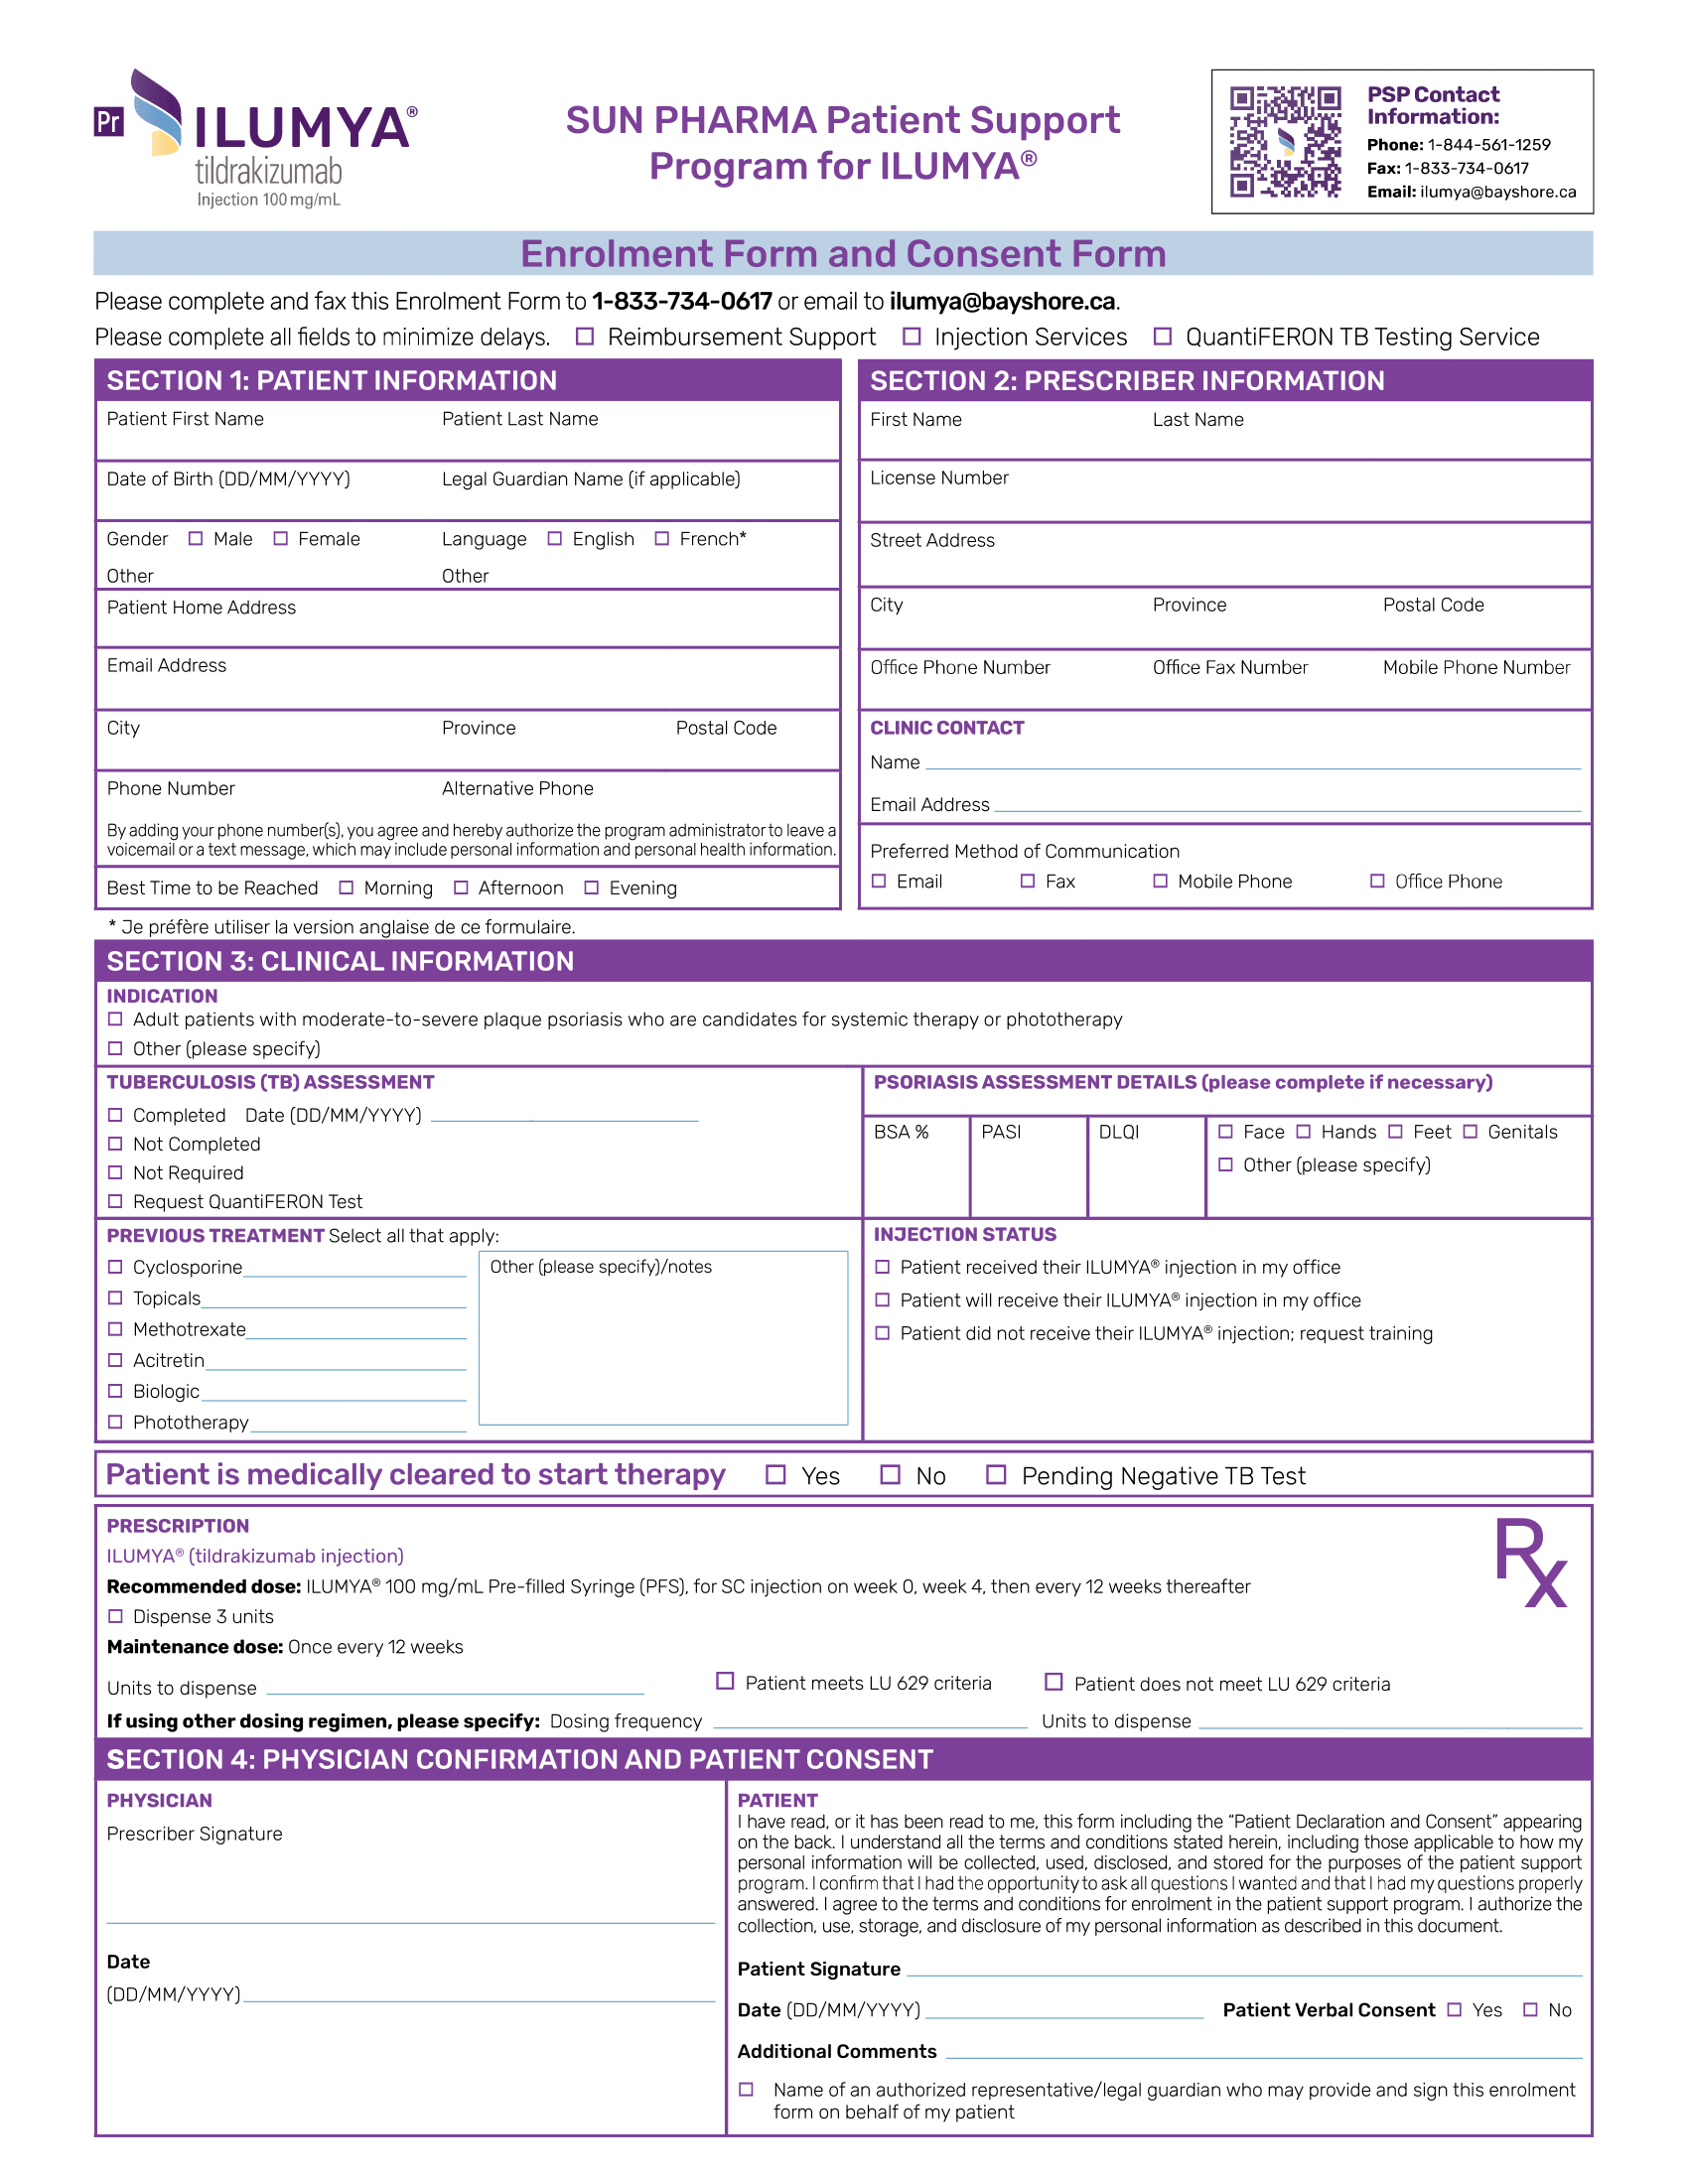 Pr ILUMYA®
tildrakizumab
Injection 100 mg/mL
SUN PHARMA Patient Support
Program for ILUMYA®
PSP Contact
Information:
Phone: 1-844-561-1259
Fax: 1-833-734-0617
Email: ilumya@bayshore.ca
Enrolment Form and Consent Form
Please complete and fax this Enrolment Form to 1-833-734-0617 or email to ilumya@bayshore.ca.
Please complete all fields to minimize delays. ☐ Reimbursement Support ☐ Injection Services ☐ QuantiFERON TB Testing Service
SECTION 1: PATIENT INFORMATION
Patient First Name Patient Last Name
Date of Birth (DD/MM/YYYY) Legal Guardian Name (if applicable)
Gender ☐ Male ☐ Female Language ☐ English ☐ French*
Other Other
Patient Home Address
Email Address
City Province Postal Code
Phone Number Alternative Phone
By adding your phone number(s), you agree and hereby authorize the program administrator to leave a
voicemail or a text message, which may include personal information and personal health information.
Best Time to be Reached ☐ Morning ☐ Afternoon ☐ Evening
* Je préfère utiliser la version anglaise de ce formulaire.
SECTION 2: PRESCRIBER INFORMATION
First Name Last Name
License Number
Street Address
City Province Postal Code
Office Phone Number Office Fax Number Mobile Phone Number
CLINIC CONTACT
Name
Email Address
Preferred Method of Communication
☐ Email ☐ Fax ☐ Mobile Phone ☐ Office Phone
SECTION 3: CLINICAL INFORMATION
INDICATION
☐ Adult patients with moderate-to-severe plaque psoriasis who are candidates for systemic therapy or phototherapy
☐ Other (please specify)
TUBERCULOSIS (TB) ASSESSMENT
☐ Completed Date (DD/MM/YYYY)
☐ Not Completed
☐ Not Required
☐ Request QuantiFERON Test
PSORIASIS ASSESSMENT DETAILS (please complete if necessary)
BSA % PASI DLQI ☐ Face ☐ Hands ☐ Feet ☐ Genitals
☐ Other (please specify)
PREVIOUS TREATMENT Select all that apply:
☐ Cyclosporine
☐ Topicals
☐ Methotrexate
☐ Acitretin
☐ Biologic
☐ Phototherapy
Other (please specify)/notes
INJECTION STATUS
☐ Patient received their ILUMYA® injection in my office
☐ Patient will receive their ILUMYA® injection in my office
☐ Patient did not receive their ILUMYA® injection; request training
Patient is medically cleared to start therapy ☐ Yes ☐ No ☐ Pending Negative TB Test
PRESCRIPTION
Rx
ILUMYA® (tildrakizumab injection)
Recommended dose: ILUMYA® 100 mg/mL Pre-filled Syringe (PFS), for SC injection on week 0, week 4, then every 12 weeks thereafter
☐ Dispense 3 units
Maintenance dose: Once every 12 weeks
Units to dispense ☐ Patient meets LU 629 criteria ☐ Patient does not meet LU 629 criteria
If using other dosing regimen, please specify: Dosing frequency Units to dispense
SECTION 4: PHYSICIAN CONFIRMATION AND PATIENT CONSENT
PHYSICIAN
Prescriber Signature
Date
(DD/MM/YYYY)
PATIENT
I have read, or it has been read to me, this form including the “Patient Declaration and Consent” appearing
on the back. I understand all the terms and conditions stated herein, including those applicable to how my
personal information will be collected, used, disclosed, and stored for the purposes of the patient support
program. I confirm that I had the opportunity to ask all questions I wanted and that I had my questions properly
answered. I agree to the terms and conditions for enrolment in the patient support program. I authorize the
collection, use, storage, and disclosure of my personal information as described in this document.
Patient Signature
Date (DD/MM/YYYY) Patient Verbal Consent ☐ Yes ☐ No
Additional Comments
☐ Name of an authorized representative/legal guardian who may provide and sign this enrolment
form on behalf of my patient